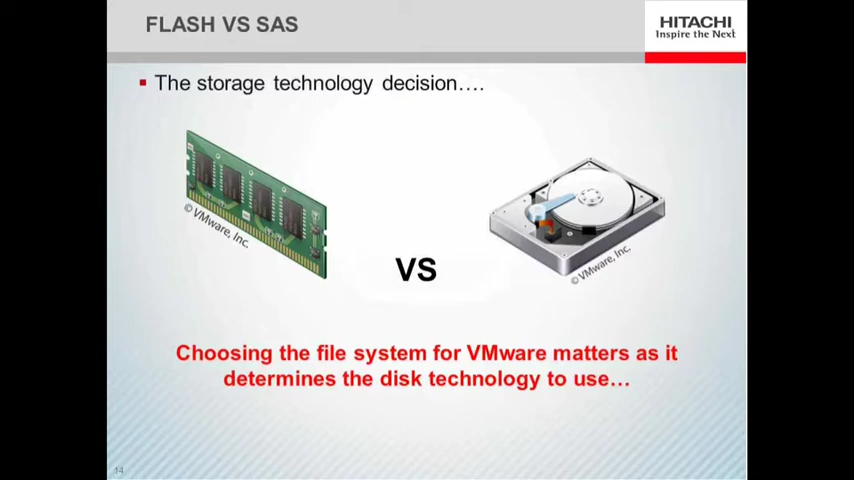 FLASH VS SAS
HITACHI
Inspire the Next
▪ The storage technology decision….
© VMware, Inc.
VS
© VMware, Inc.
Choosing the file system for VMware matters as it
determines the disk technology to use…
14